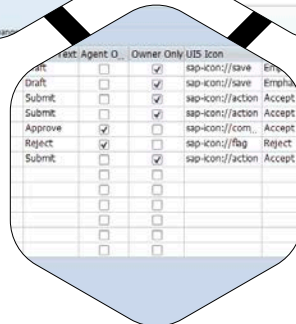 Text Agent O... Owner Only UI5 Icon
sap-icon://save
Draft sap-icon://save Empha
Submit sap-icon://action Accept
Submit sap-icon://action Accept
Approve sap-icon://com... Accept
Reject sap-icon://flag Reject
Submit sap-icon://action Accept